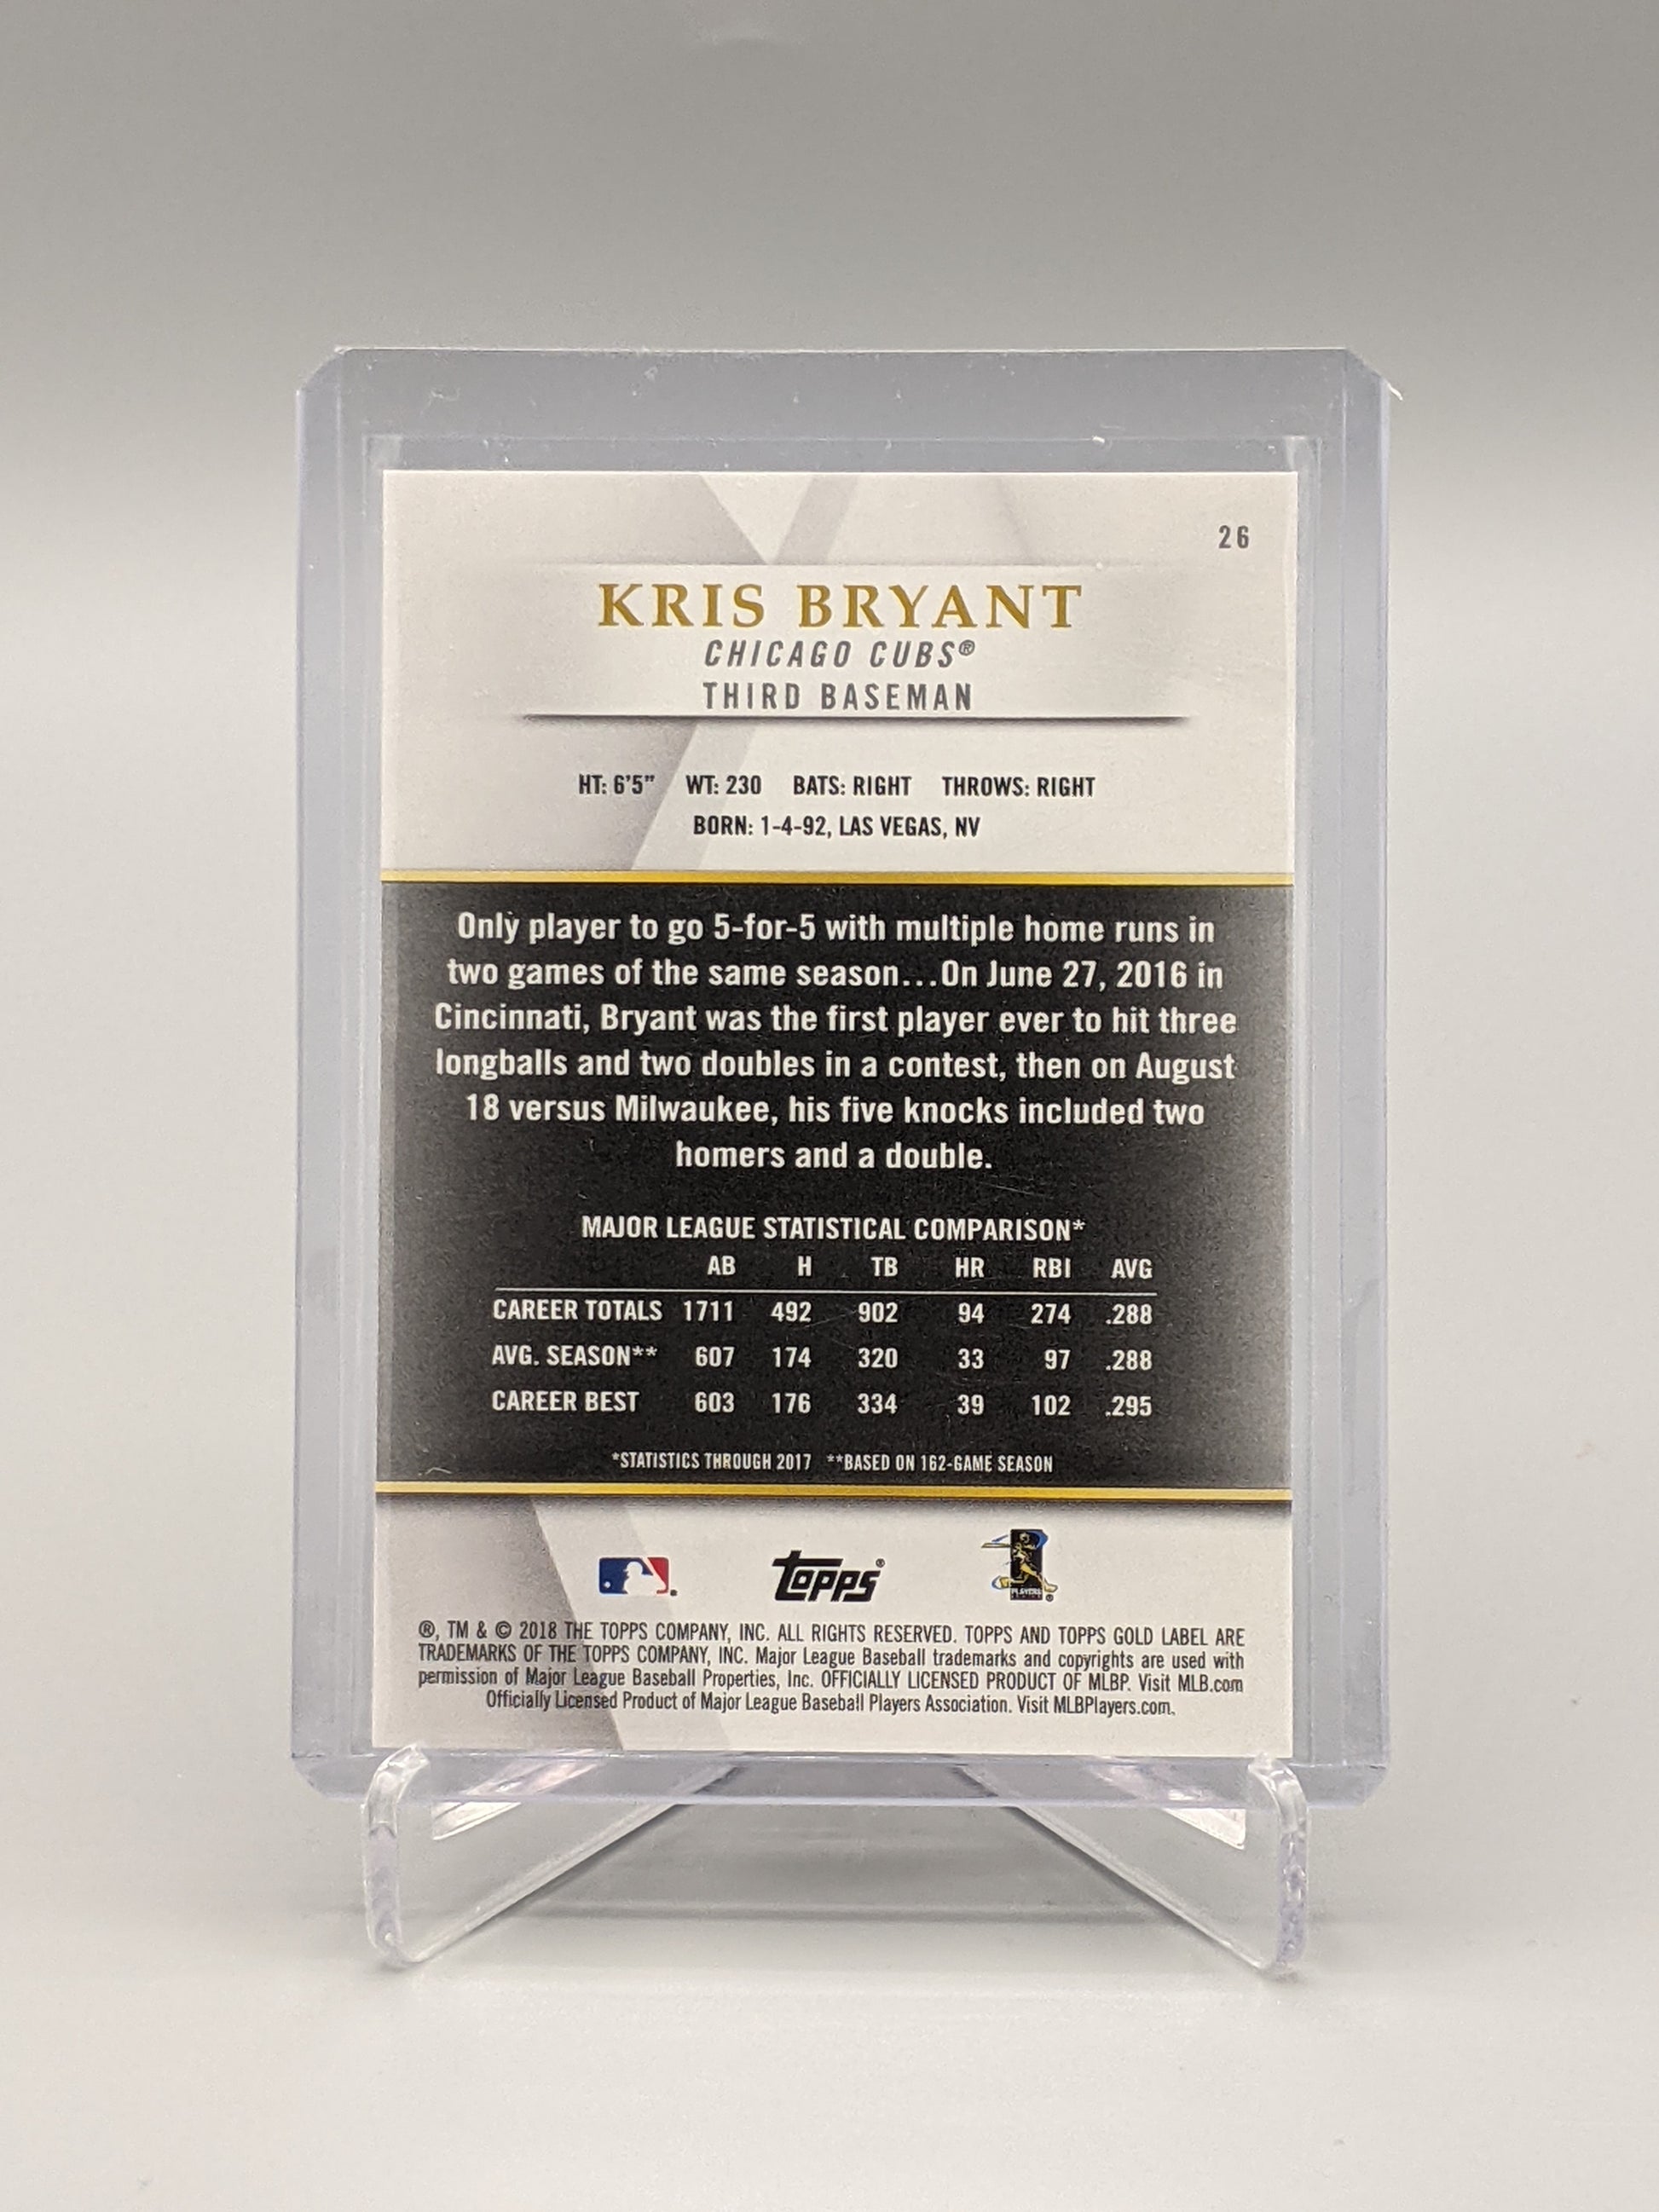 26
KRIS BRYANT
CHICAGO CUBS®
THIRD BASEMAN
HT: 6'5" WT: 230 BATS: RIGHT THROWS: RIGHT
BORN: 1-4-92, LAS VEGAS, NV
Only player to go 5-for-5 with multiple home runs in
two games of the same season...On June 27, 2016 in
Cincinnati, Bryant was the first player ever to hit three
longballs and two doubles in a contest, then on August
18 versus Milwaukee, his five knocks included two
homers and a double.
MAJOR LEAGUE STATISTICAL COMPARISON*
AB H TB HR RBI AVG
CAREER TOTALS 1711 492 902 94 274 .288
AVG. SEASON** 607 174 320 33 97 .288
CAREER BEST 603 176 334 39 102 .295
*STATISTICS THROUGH 2017 **BASED ON 162-GAME SEASON
topps®
PLAYERS
®, TM & © 2018 THE TOPPS COMPANY, INC. ALL RIGHTS RESERVED. TOPPS AND TOPPS GOLD LABEL ARE
TRADEMARKS OF THE TOPPS COMPANY, INC. Major League Baseball trademarks and copyrights are used with
permission of Major League Baseball Properties, Inc. OFFICIALLY LICENSED PRODUCT OF MLBP. Visit MLB.com
Officially Licensed Product of Major League Baseball Players Association. Visit MLBPlayers.com.